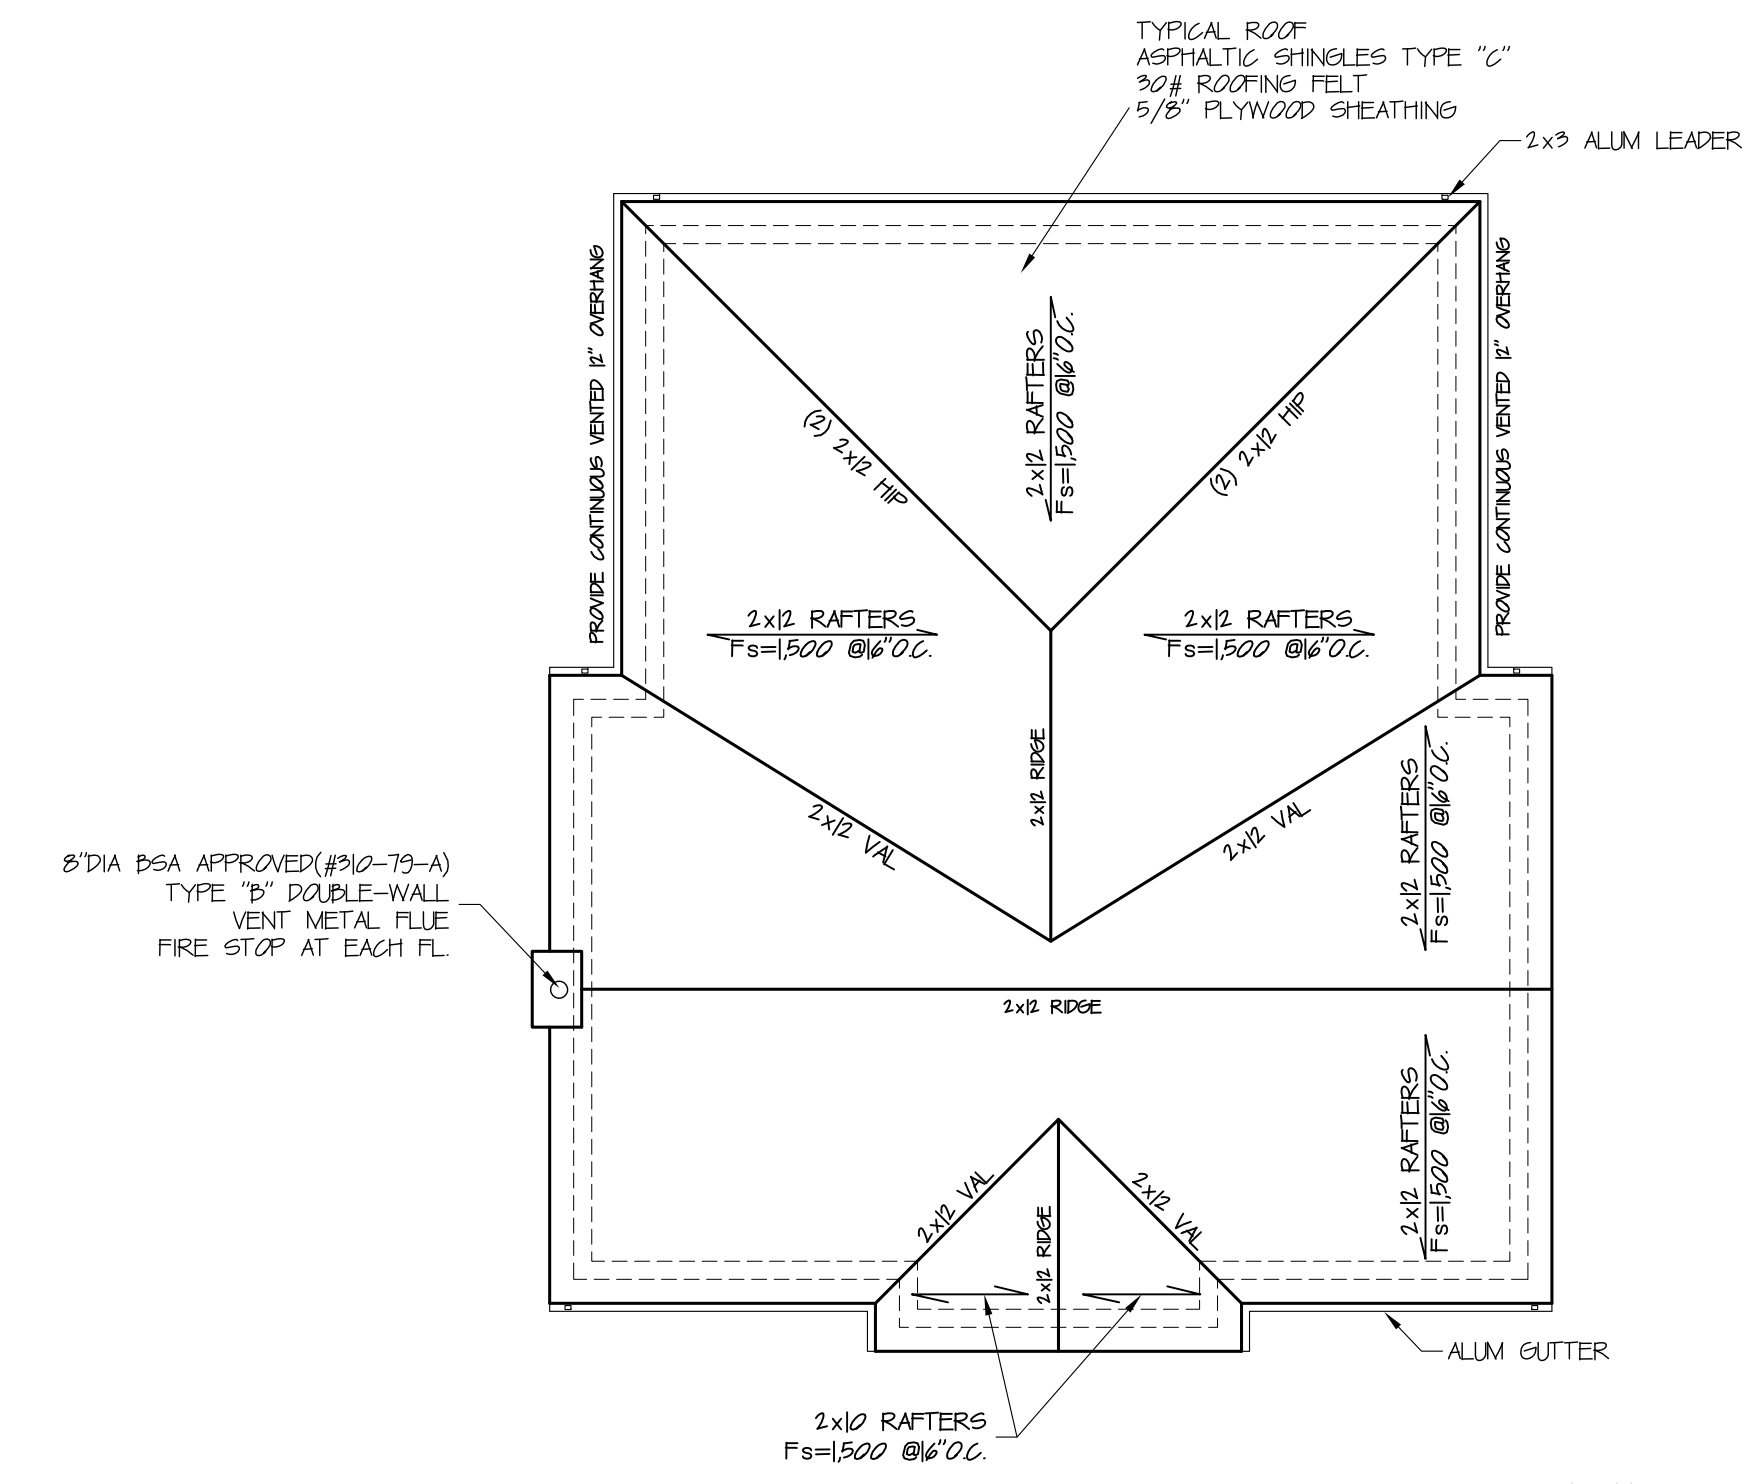 TYPICAL ROOF
ASPHALTIC SHINGLES TYPE "C"
30# ROOFING FELT
5/8" PLYWOOD SHEATHING
2x3 ALUM LEADER
PROVIDE CONTINUOUS VENTED 12" OVERHANG
PROVIDE CONTINUOUS VENTED 12" OVERHANG
2x12 RAFTERS
Fs=1,500 @16"O.C.
(2) 2x12 HIP
(2) 2x12 HIP
2x12 RAFTERS
Fs=1,500 @16"O.C.
2x12 RAFTERS
Fs=1,500 @16"O.C.
2x12 RIDGE
2x12 VAL
2x12 VAL
2x12 RAFTERS
Fs=1,500 @16"O.C.
8"DIA BSA APPROVED(#310-79-A)
TYPE "B" DOUBLE-WALL
VENT METAL FLUE
FIRE STOP AT EACH FL.
2x12 RIDGE
2x12 RAFTERS
Fs=1,500 @16"O.C.
2x12 VAL
2x12 VAL
2x12 RIDGE
ALUM GUTTER
2x10 RAFTERS
Fs=1,500 @16"O.C.